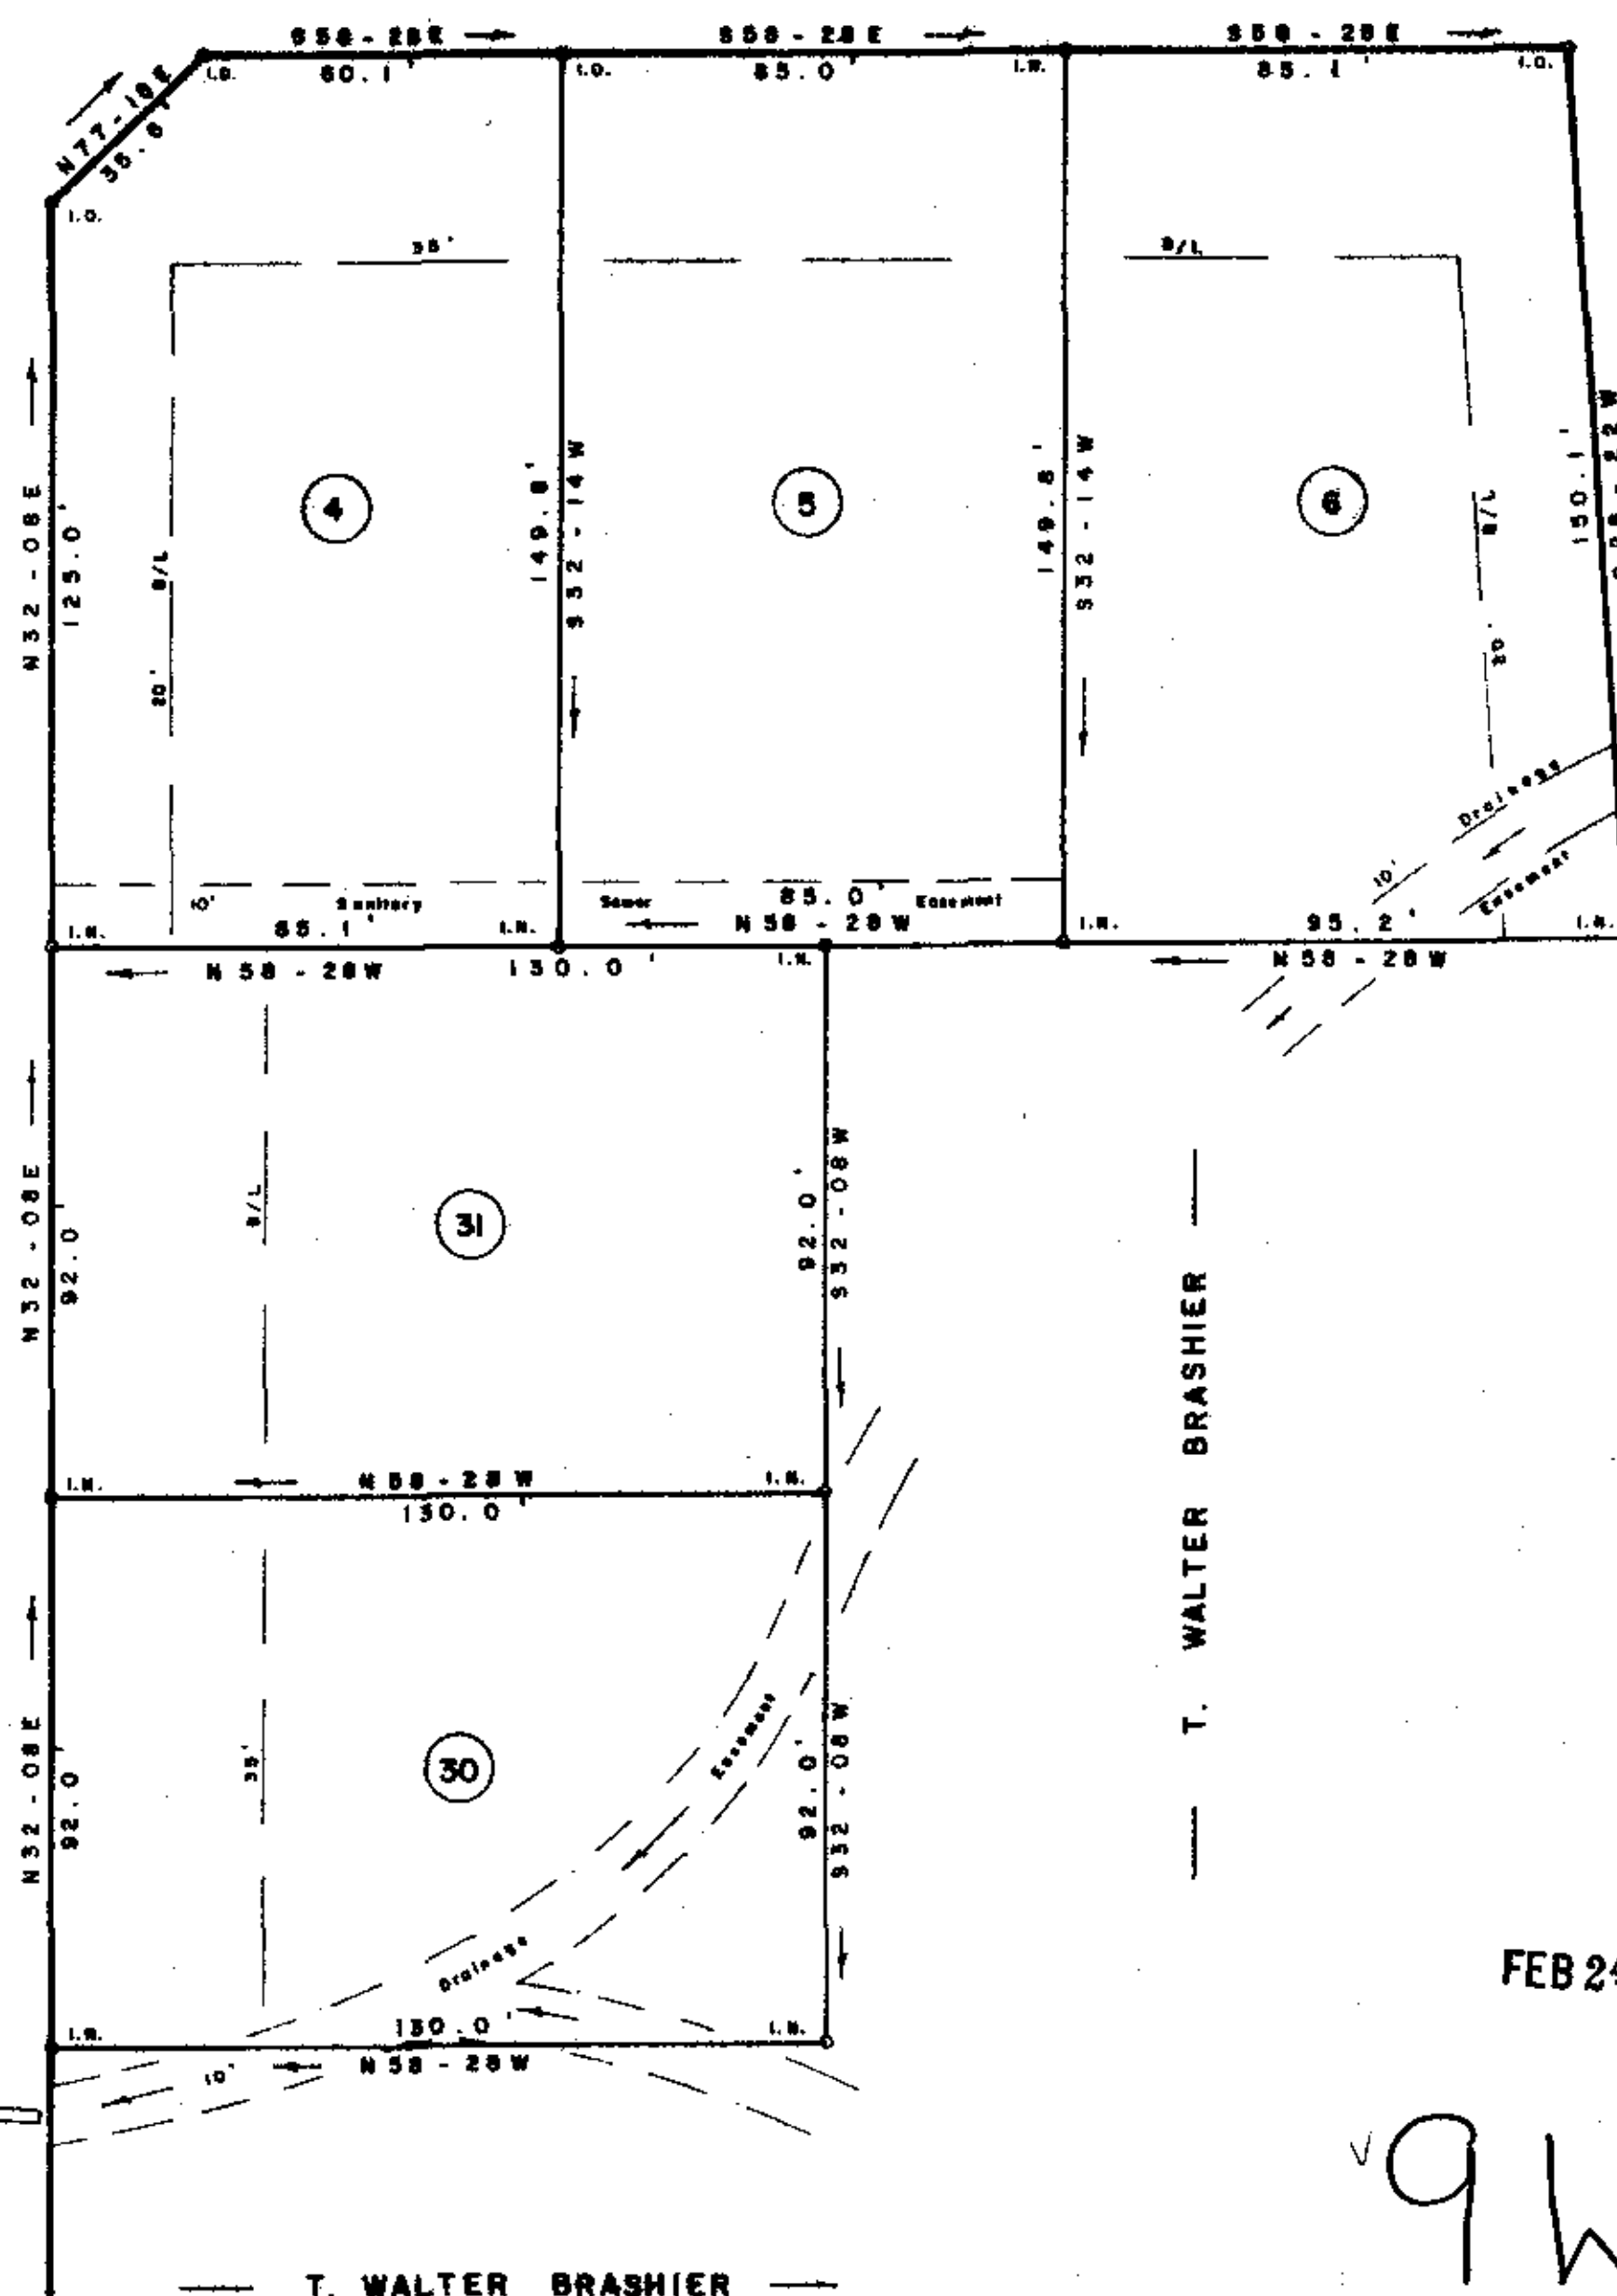 S58-28E
S58-28E
S58-28E
60.1'
85.0'
85.1'
I.O.
I.O.
I.N.
I.O.
N77-18E
35.6'
I.O.
35'
B/L
N32-08E
125.0'
B/L
20'
4
149.8'
S32-14W
5
149.8'
S32-14W
6
B/L
20'
150.1'
Drainage
10'
Easement
10'
Sanitary
Sewer
Easement
I.N.
85.1'
I.N.
85.0'
N58-28W
I.N.
95.2'
I.N.
N58-28W
130.0'
I.N.
N58-28W
N32-08E
92.0'
B/L
31
92.0'
S32-08W
I.N.
N58-28W
I.N.
130.0'
N32-08E
92.0'
35'
30
Easement
92.0'
S32-08W
Drainage
I.N.
130.0'
I.N.
10'
N58-28W
T. WALTER BRASHIER
FEB 24
T. WALTER BRASHIER